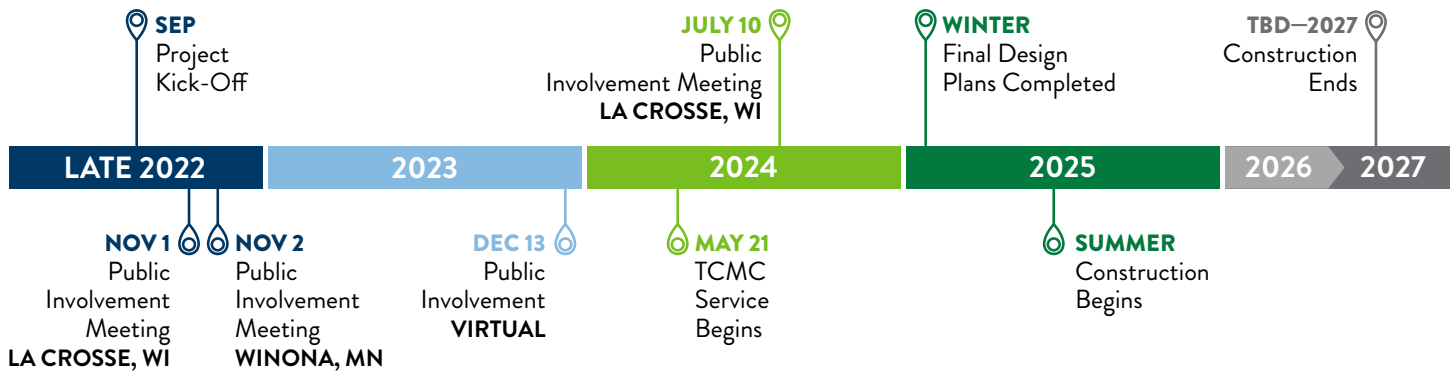 SEP
Project
Kick-Off
JULY 10
Public
Involvement Meeting
LA CROSSE, WI
WINTER
Final Design
Plans Completed
TBD—2027
Construction
Ends
LATE 2022
2023
2024
2025
2026
2027
NOV 1
Public
Involvement
Meeting
LA CROSSE, WI
NOV 2
Public
Involvement
Meeting
WINONA, MN
DEC 13
Public
Involvement
VIRTUAL
MAY 21
TCMC
Service
Begins
SUMMER
Construction
Begins